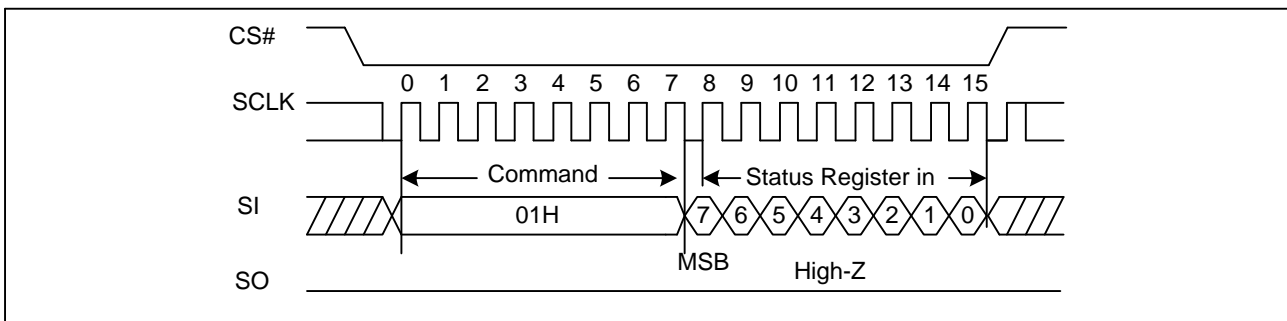 CS#
0 1 2 3 4 5 6 7 8 9 10 11 12 13 14 15
SCLK
Command Status Register in
SI 01H 7 6 5 4 3 2 1 0
MSB High-Z
SO